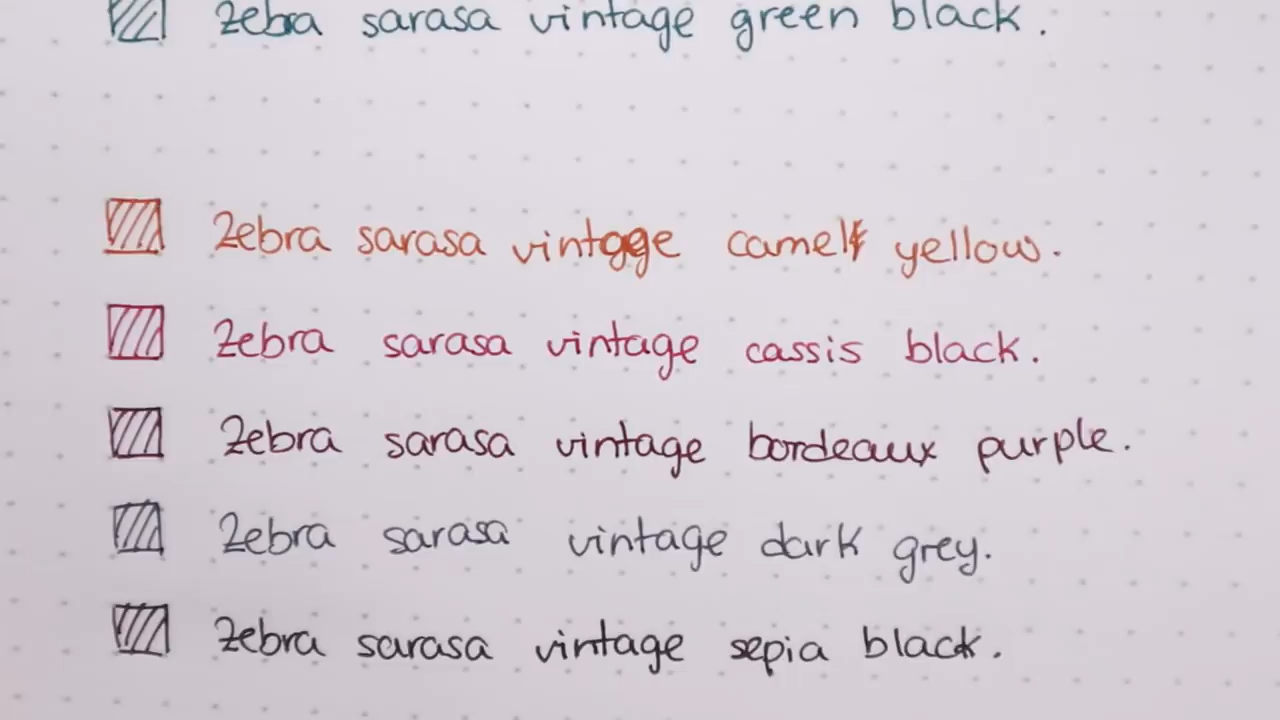 Zebra sarasa vintage green black.
Zebra sarasa vintage camel yellow.
Zebra sarasa vintage cassis black.
Zebra sarasa vintage bordeaux purple.
Zebra sarasa vintage dark grey.
Zebra sarasa vintage sepia black.